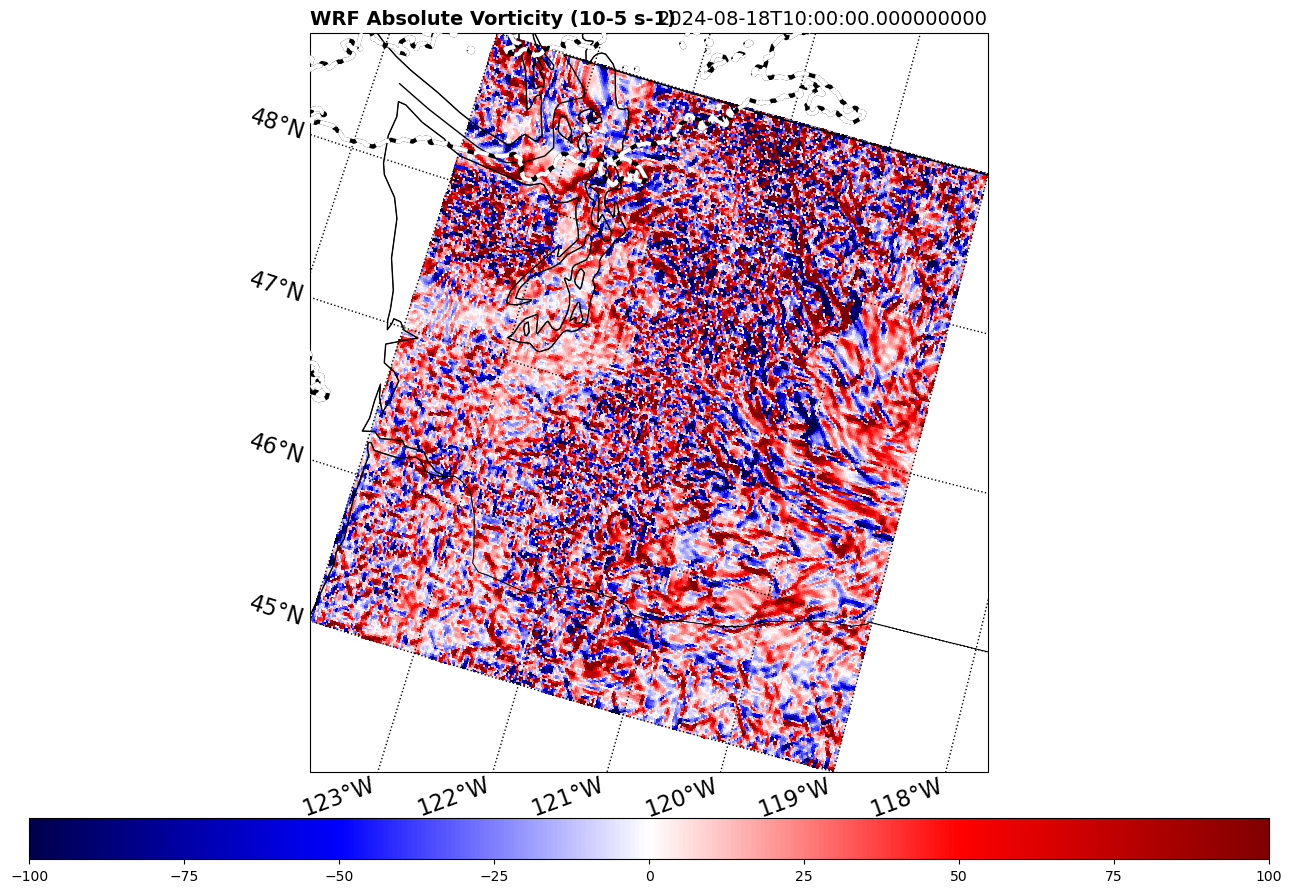 WRF Absolute Vorticity (10-5 s-1) 2024-08-18T10:00:00.000000000
48°N
47°N
46°N
45°N
123°W 122°W 121°W 120°W 119°W 118°W
−100 −75 −50 −25 0 25 50 75 100